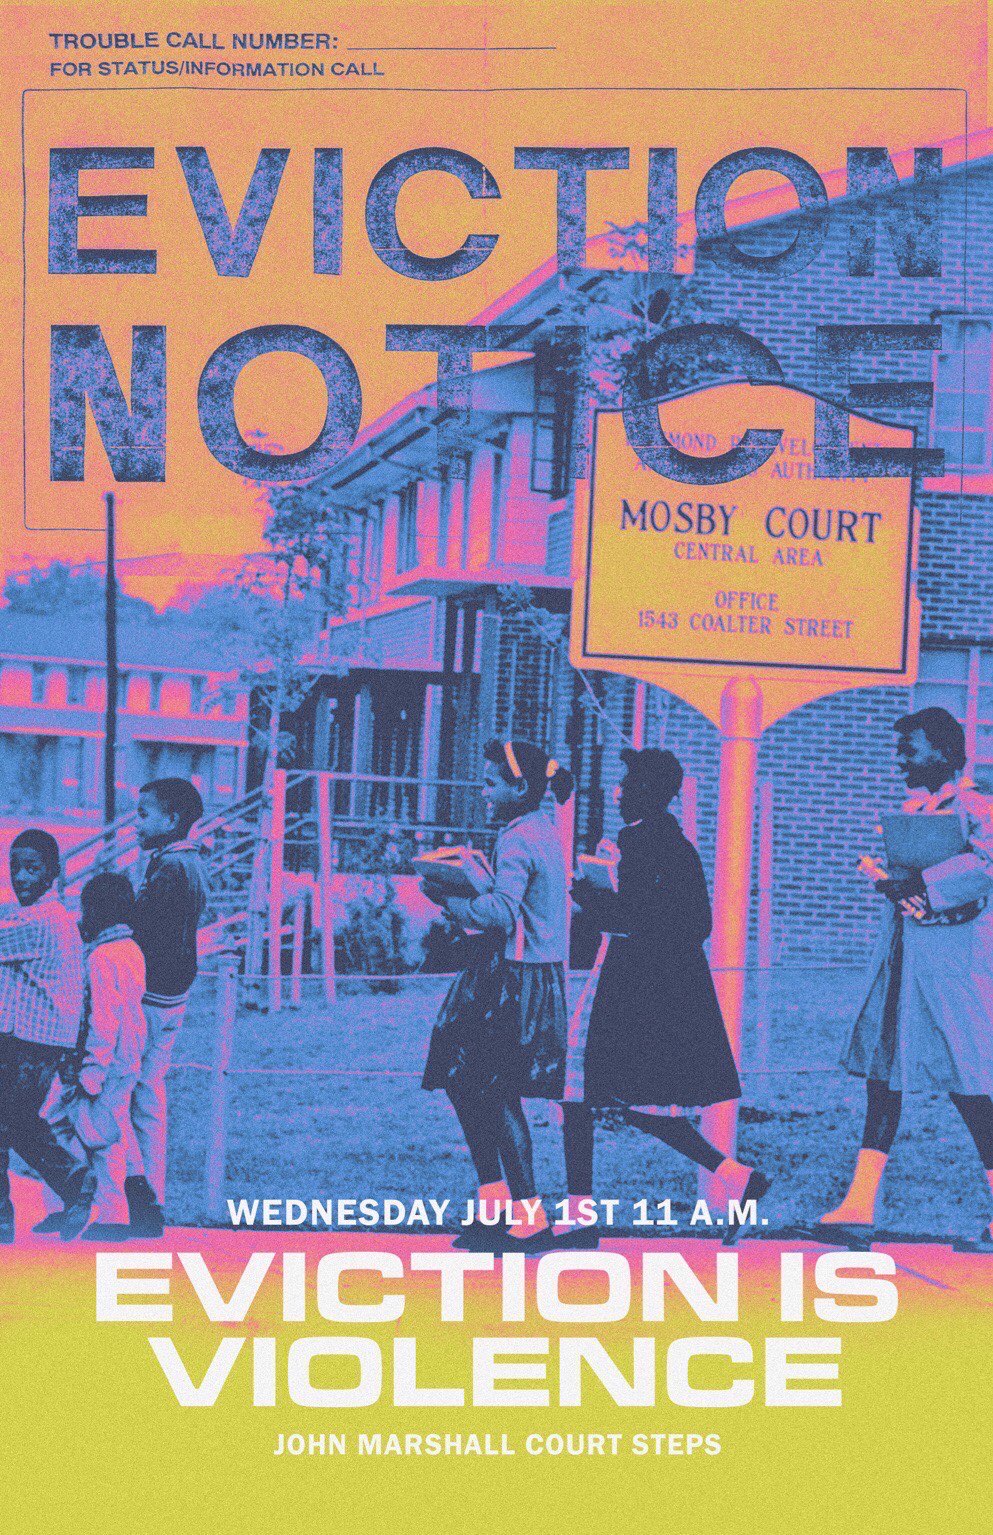 TROUBLE CALL NUMBER:
FOR STATUS/INFORMATION CALL
EVICTION
NOTICE
MOSBY COURT
CENTRAL AREA
OFFICE
1543 COALTER STREET
WEDNESDAY JULY 1ST 11 A.M.
EVICTION IS
VIOLENCE
JOHN MARSHALL COURT STEPS